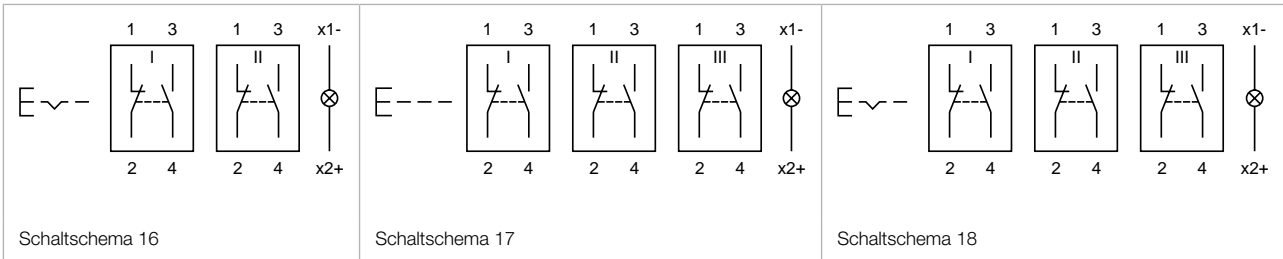 1 3 1 3 x1-
I II
2 4 2 4 x2+
Schaltschema 16
1 3 1 3 1 3 x1-
I II III
2 4 2 4 2 4 x2+
Schaltschema 17
1 3 1 3 1 3 x1-
I II III
2 4 2 4 2 4 x2+
Schaltschema 18